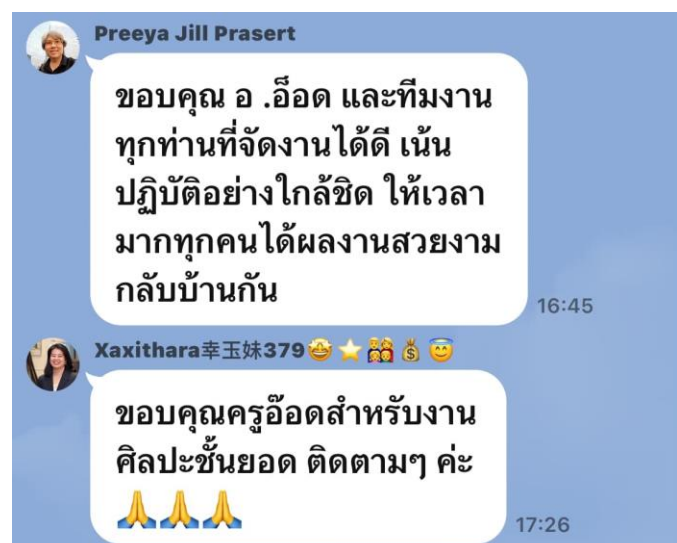 Preeya Jill Prasert
ขอบคุณ อ .อ็อด และทีมงาน
ทุกท่านที่จัดงานได้ดี เน้น
ปฏิบัติอย่างใกล้ชิด ให้เวลา
มากทุกคนได้ผลงานสวยงาม
กลับบ้านกัน
16:45
Xaxithara幸玉妹379🤩⭐👨‍👩‍👧‍👦💰😇
ขอบคุณครูอ๊อดสำหรับงาน
ศิลปะชั้นยอด ติดตามๆ ค่ะ
🙏🙏🙏
17:26